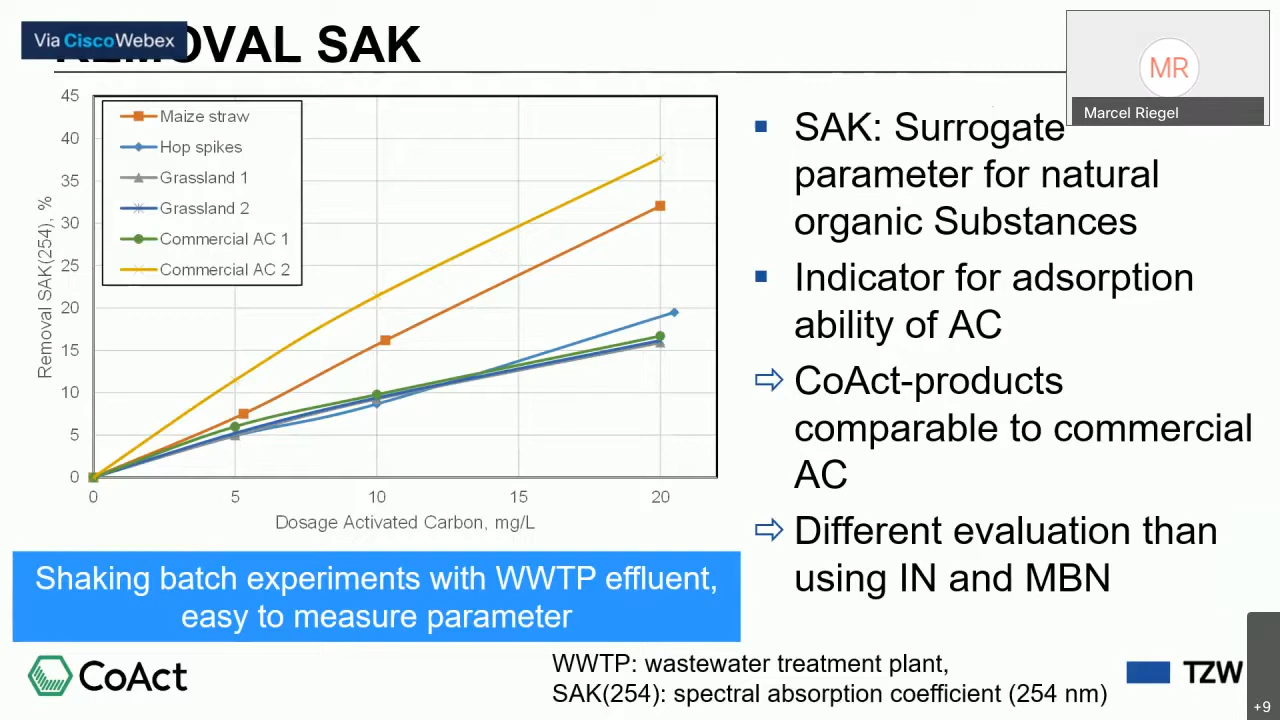 Via CiscoWebex
OVAL SAK
MR
Marcel Riegel
45
40
35
30
25
20
15
10
5
0
Removal SAK(254), %
Maize straw
Hop spikes
Grassland 1
Grassland 2
Commercial AC 1
Commercial AC 2
0 5 10 15 20
Dosage Activated Carbon, mg/L
SAK: Surrogate
parameter for natural
organic Substances
Indicator for adsorption
ability of AC
CoAct-products
comparable to commercial
AC
Different evaluation than
using IN and MBN
Shaking batch experiments with WWTP effluent,
easy to measure parameter
CoAct
WWTP: wastewater treatment plant,
SAK(254): spectral absorption coefficient (254 nm)
TZW
+9